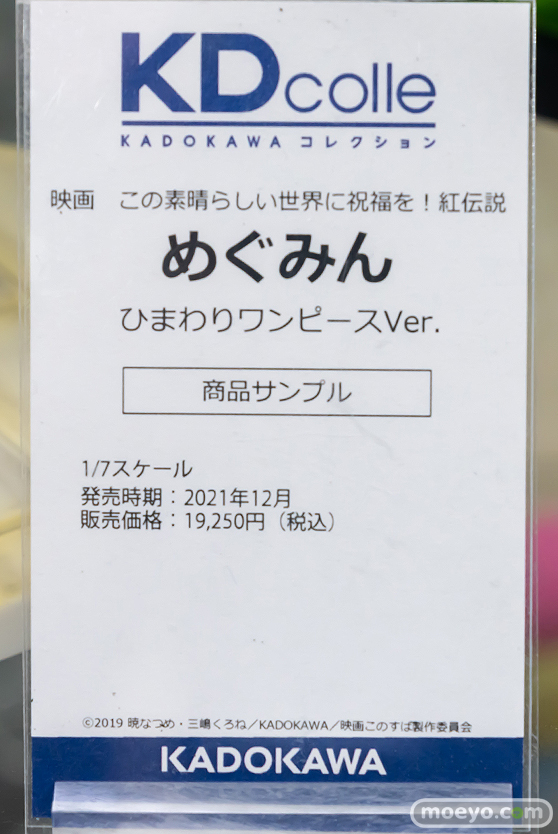 KDcolle
KADOKAWA コレクション
映画 この素晴らしい世界に祝福を！紅伝説
めぐみん
ひまわりワンピースVer.
商品サンプル
1/7スケール
発売時期：2021年12月
販売価格：19,250円（税込）
©2019 暁なつめ・三嶋くろね／KADOKAWA／映画このすば製作委員会
KADOKAWA
moeyo.com